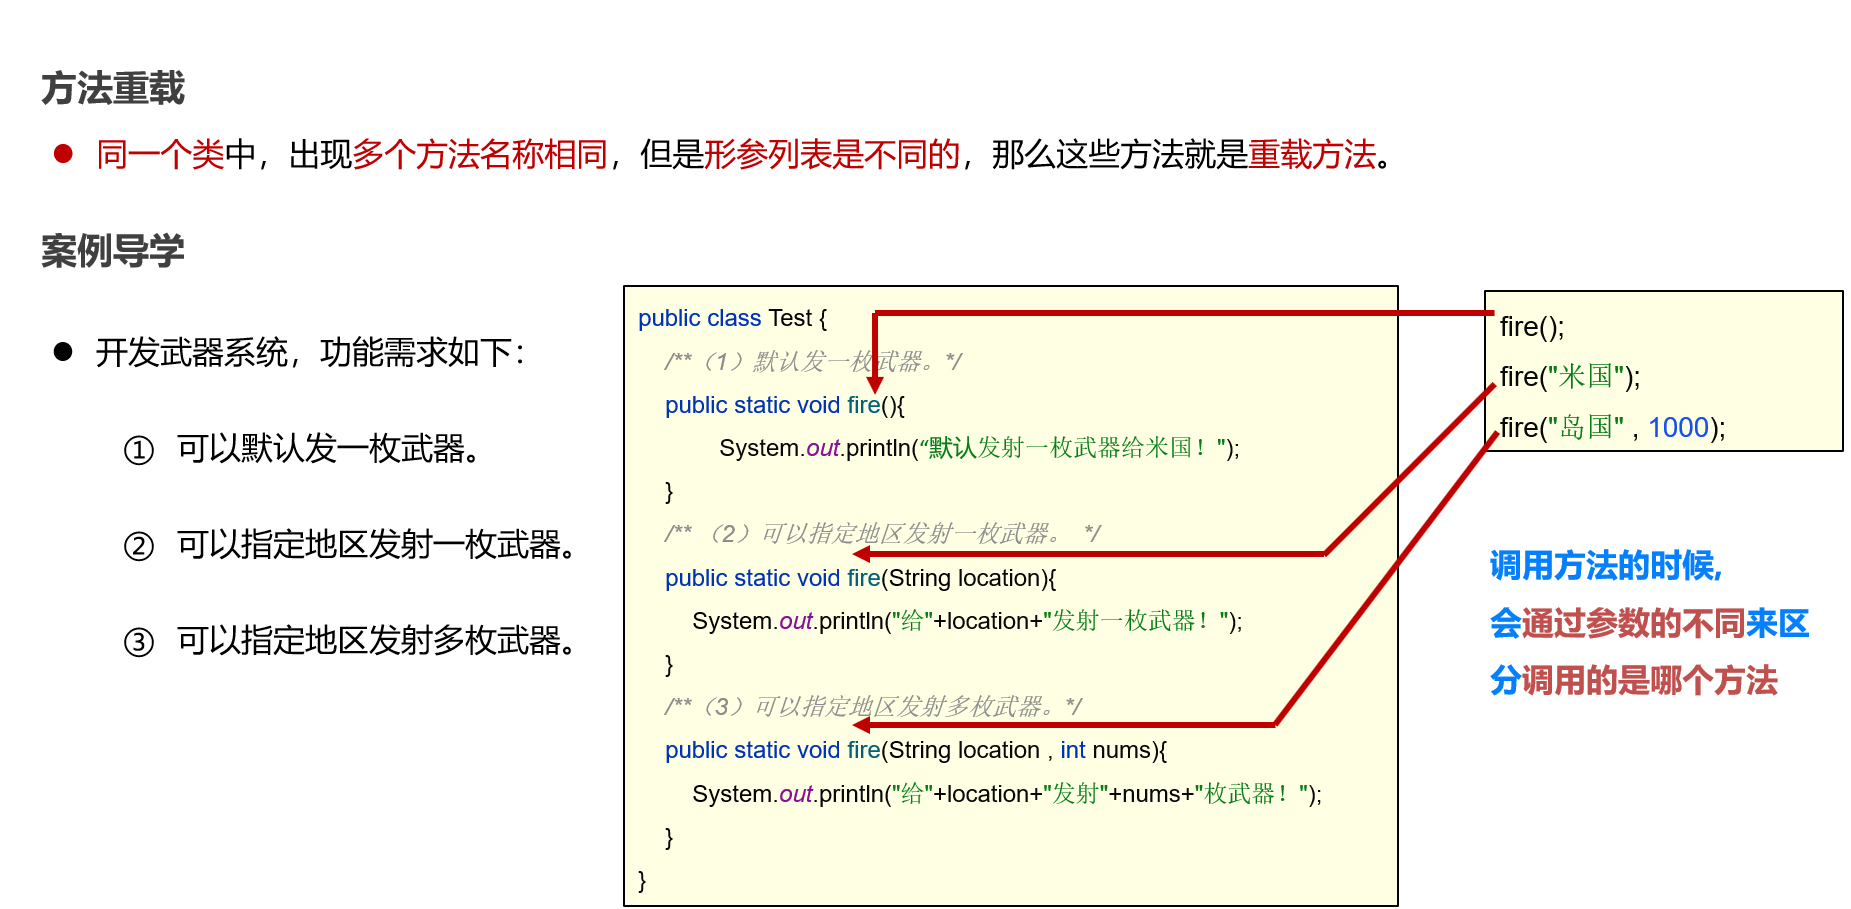 方法重载
同一个类中，出现多个方法名称相同，但是形参列表是不同的，那么这些方法就是重载方法。
案例导学
开发武器系统，功能需求如下：
① 可以默认发一枚武器。
② 可以指定地区发射一枚武器。
③ 可以指定地区发射多枚武器。
public class Test {
/**（1）默认发一枚武器。*/
public static void fire(){
System.out.println(“默认发射一枚武器给米国！");
}
/** （2）可以指定地区发射一枚武器。 */
public static void fire(String location){
System.out.println("给"+location+"发射一枚武器！");
}
/**（3）可以指定地区发射多枚武器。*/
public static void fire(String location , int nums){
System.out.println("给"+location+"发射"+nums+"枚武器！");
}
}
fire();
fire("米国");
fire("岛国" , 1000);
调用方法的时候,
会通过参数的不同来区
分调用的是哪个方法